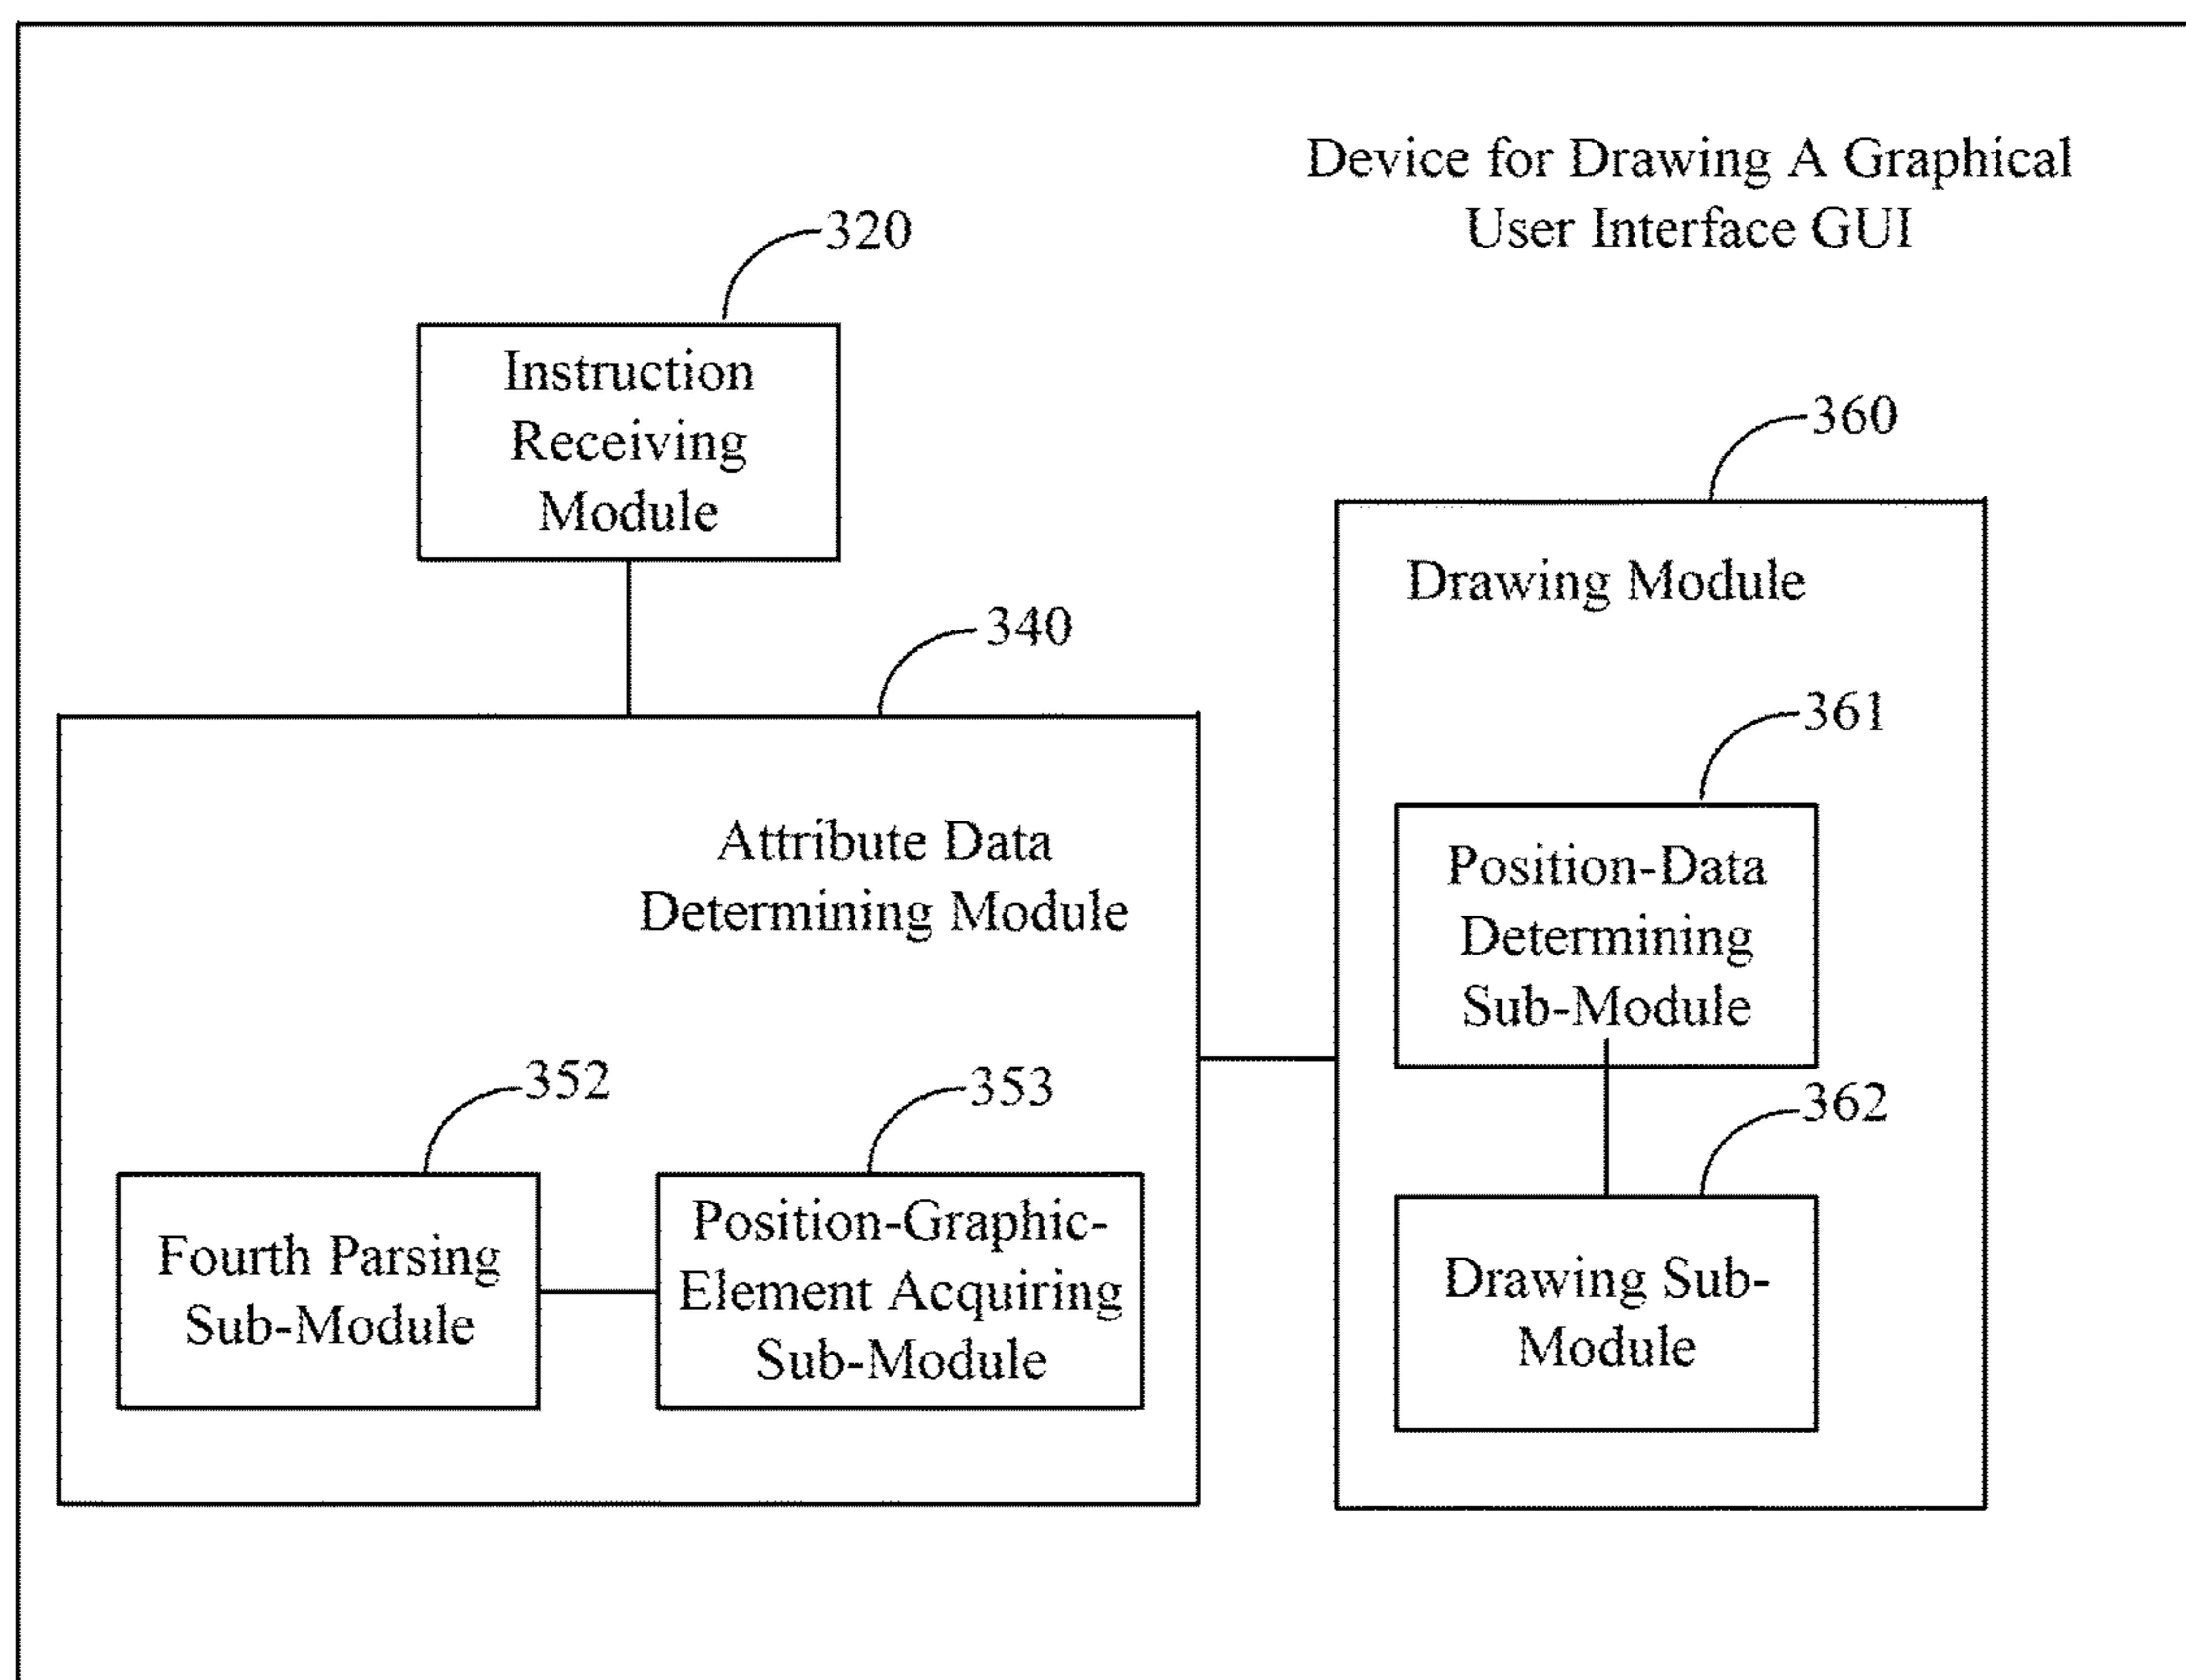 Device for Drawing A Graphical
User Interface GUI
320
Instruction
Receiving
Module
340
Attribute Data
Determining Module
352
Fourth Parsing
Sub-Module
353
Position-Graphic-
Element Acquiring
Sub-Module
360
Drawing Module
361
Position-Data
Determining
Sub-Module
362
Drawing Sub-
Module